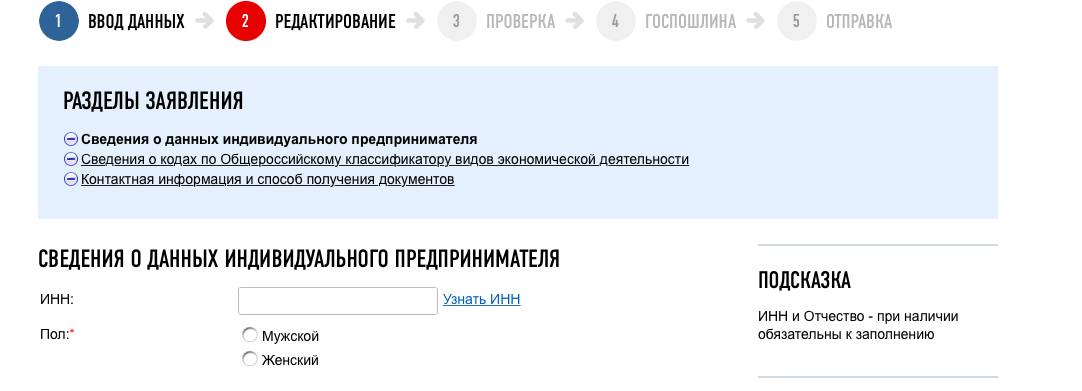 1 ВВОД ДАННЫХ 2 РЕДАКТИРОВАНИЕ 3 ПРОВЕРКА 4 ГОСПОШЛИНА 5 ОТПРАВКА
РАЗДЕЛЫ ЗАЯВЛЕНИЯ
Сведения о данных индивидуального предпринимателя
Сведения о кодах по Общероссийскому классификатору видов экономической деятельности
Контактная информация и способ получения документов
СВЕДЕНИЯ О ДАННЫХ ИНДИВИДУАЛЬНОГО ПРЕДПРИНИМАТЕЛЯ
ИНН: Узнать ИНН
Пол:* Мужской
Женский
ПОДСКАЗКА
ИНН и Отчество - при наличии
обязательны к заполнению